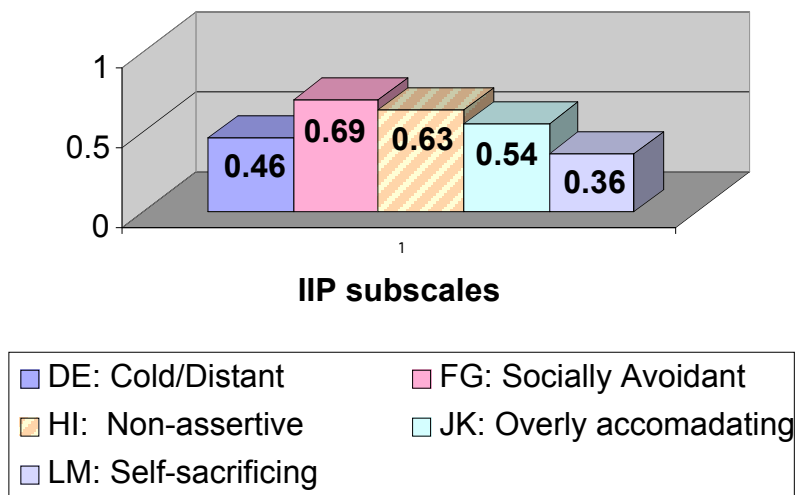 1
0.5
0
0.46
0.69
0.63
0.54
0.36
1
IIP subscales
DE: Cold/Distant
FG: Socially Avoidant
HI:  Non-assertive
JK: Overly accomadating
LM: Self-sacrificing